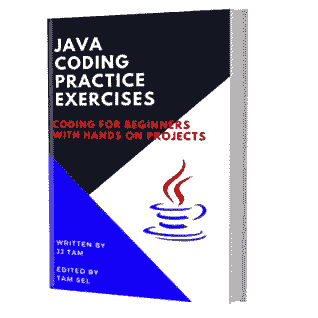 JAVA
CODING
PRACTICE
EXERCISES
CODING FOR BEGINNERS
WITH HANDS ON PROJECTS
WRITTEN BY
JJ TAM
EDITED BY
TAM SEL